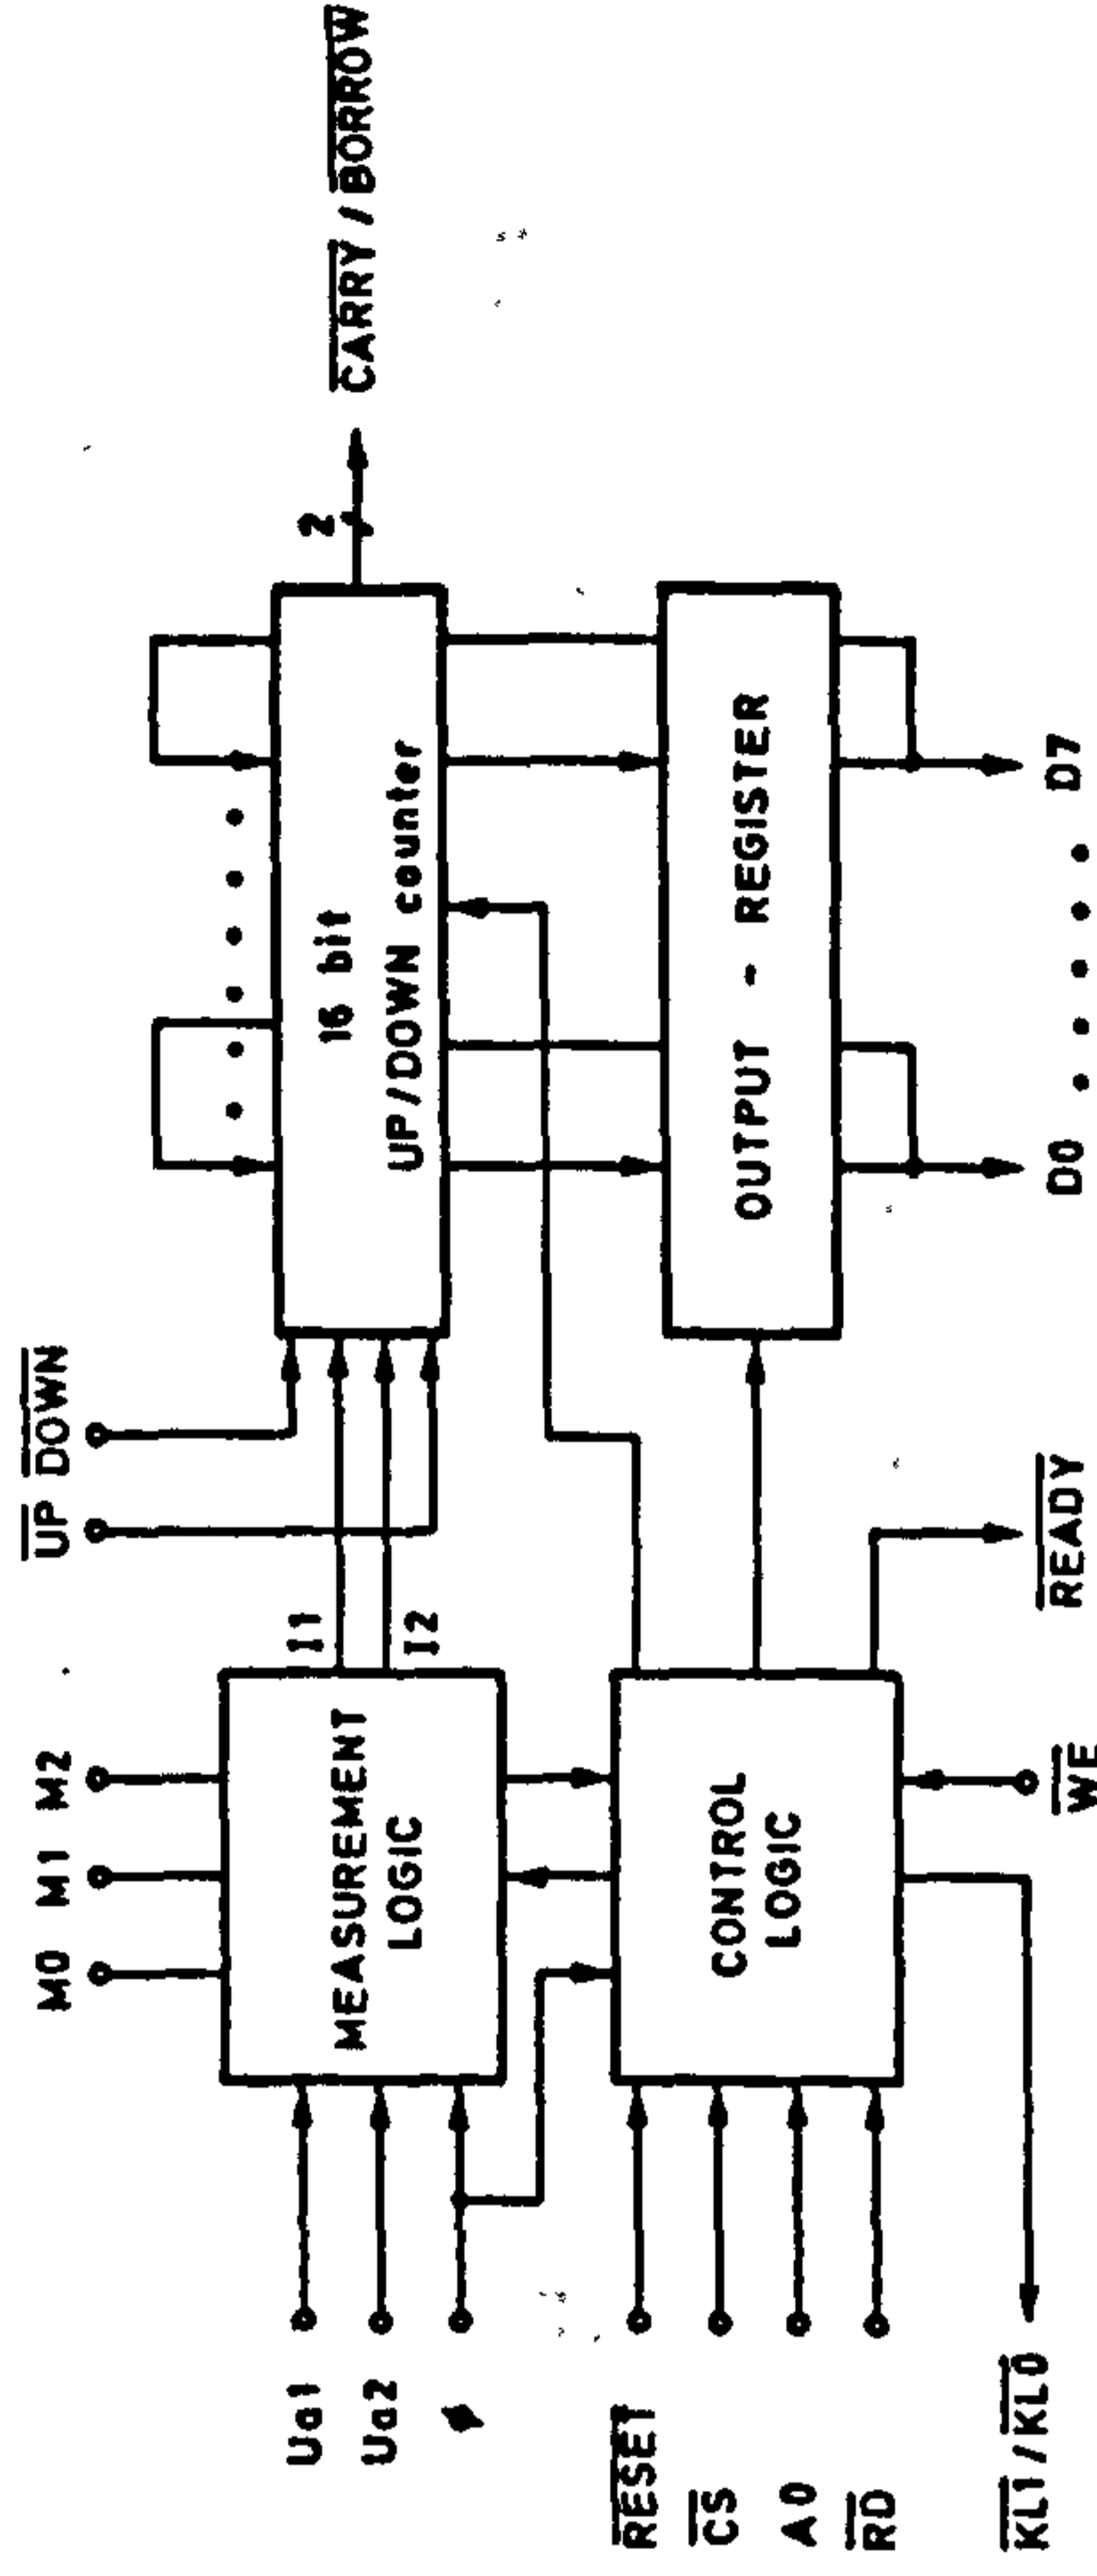 M0 M1 M2
UP DOWN
Ua1
Ua2
ϕ
MEASUREMENT
LOGIC
I1
I2
16 bit
UP/DOWN counter
2
CARRY / BORROW
RESET
CS
A0
RD
CONTROL
LOGIC
OUTPUT - REGISTER
KL1 / KL0
WE
READY
D0 • • • • • D7